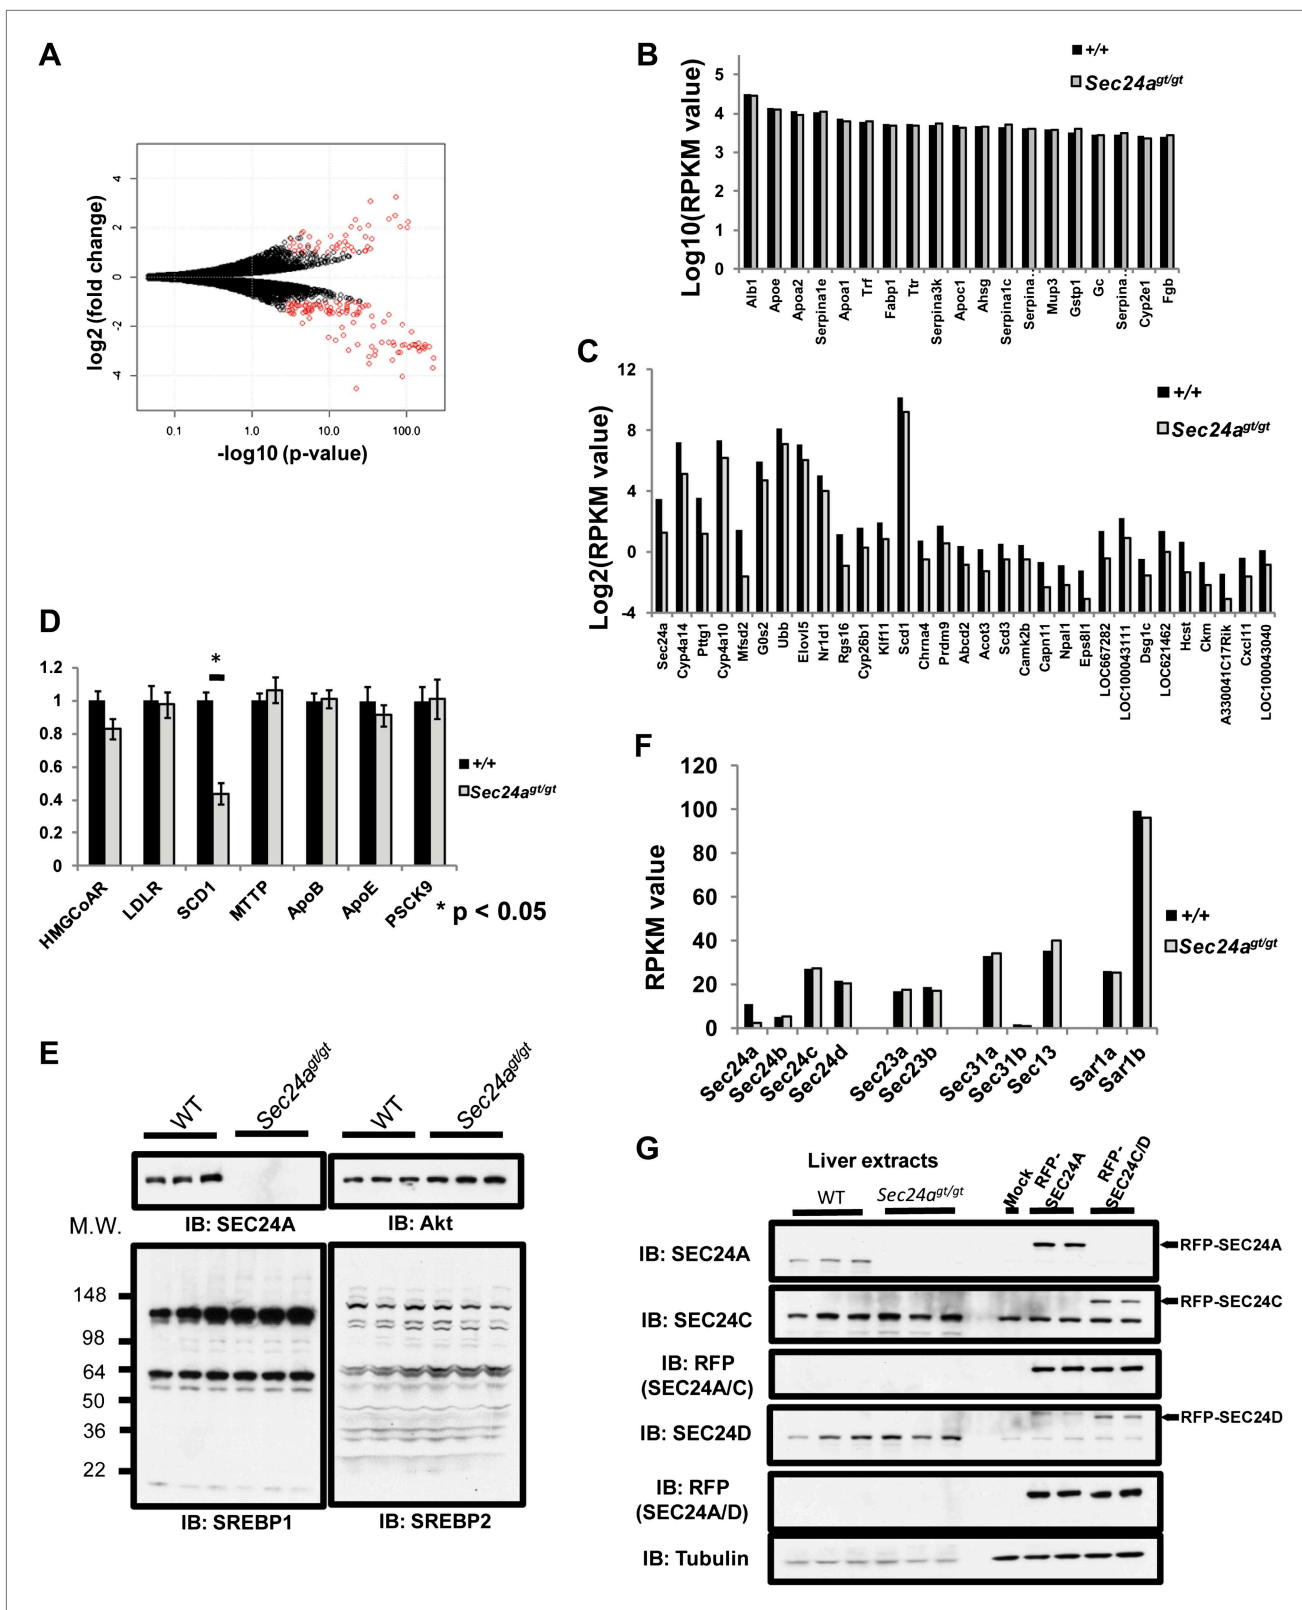 A
4
2
0
-2
-4
log2 (fold change)
0.1
1.0
10.0
100.0
-log10 (p-value)
B
+/+
Sec24agt/gt
Log10(RPKM value)
5
4
3
2
1
0
Alb1
Apoe
Apoa2
Serpina1e
Apoa1
Trf
Fabp1
Ttr
Serpina3k
Apoc1
Ahsg
Serpina1c
Serpina…
Mup3
Gstp1
Gc
Serpina…
Cyp2e1
Fgb
C
+/+
Sec24agt/gt
Log2(RPKM value)
12
8
4
0
-4
Sec24a
Cyp4a14
Pttg1
Cyp4a10
Mfsd2
G0s2
Ubb
Elovl5
Nr1d1
Rgs16
Cyp26b1
Klf11
Scd1
Chrna4
Prdm9
Abcd2
Acot3
Scd3
Camk2b
Capn11
Npal1
Eps8l1
LOC667282
LOC100043111
Dsg1c
LOC621462
Hcst
Ckm
A330041C17Rik
Cxcl11
LOC100043040
D
1.2
1
0.8
0.6
0.4
0.2
0
*
+/+
Sec24agt/gt
HMGCoAR
LDLR
SCD1
MTTP
ApoB
ApoE
PSCK9
* p < 0.05
E
WT
Sec24agt/gt
WT
Sec24agt/gt
IB: SEC24A
IB: Akt
M.W.
148
98
64
50
36
22
IB: SREBP1
IB: SREBP2
F
RPKM value
120
100
80
60
40
20
0
+/+
Sec24agt/gt
Sec24a
Sec24b
Sec24c
Sec24d
Sec23a
Sec23b
Sec31a
Sec31b
Sec13
Sar1a
Sar1b
G
Liver extracts
WT
Sec24agt/gt
Mock
RFP-
SEC24A
RFP-
SEC24C/D
IB: SEC24A
RFP-SEC24A
IB: SEC24C
RFP-SEC24C
IB: RFP
(SEC24A/C)
IB: SEC24D
RFP-SEC24D
IB: RFP
(SEC24A/D)
IB: Tubulin